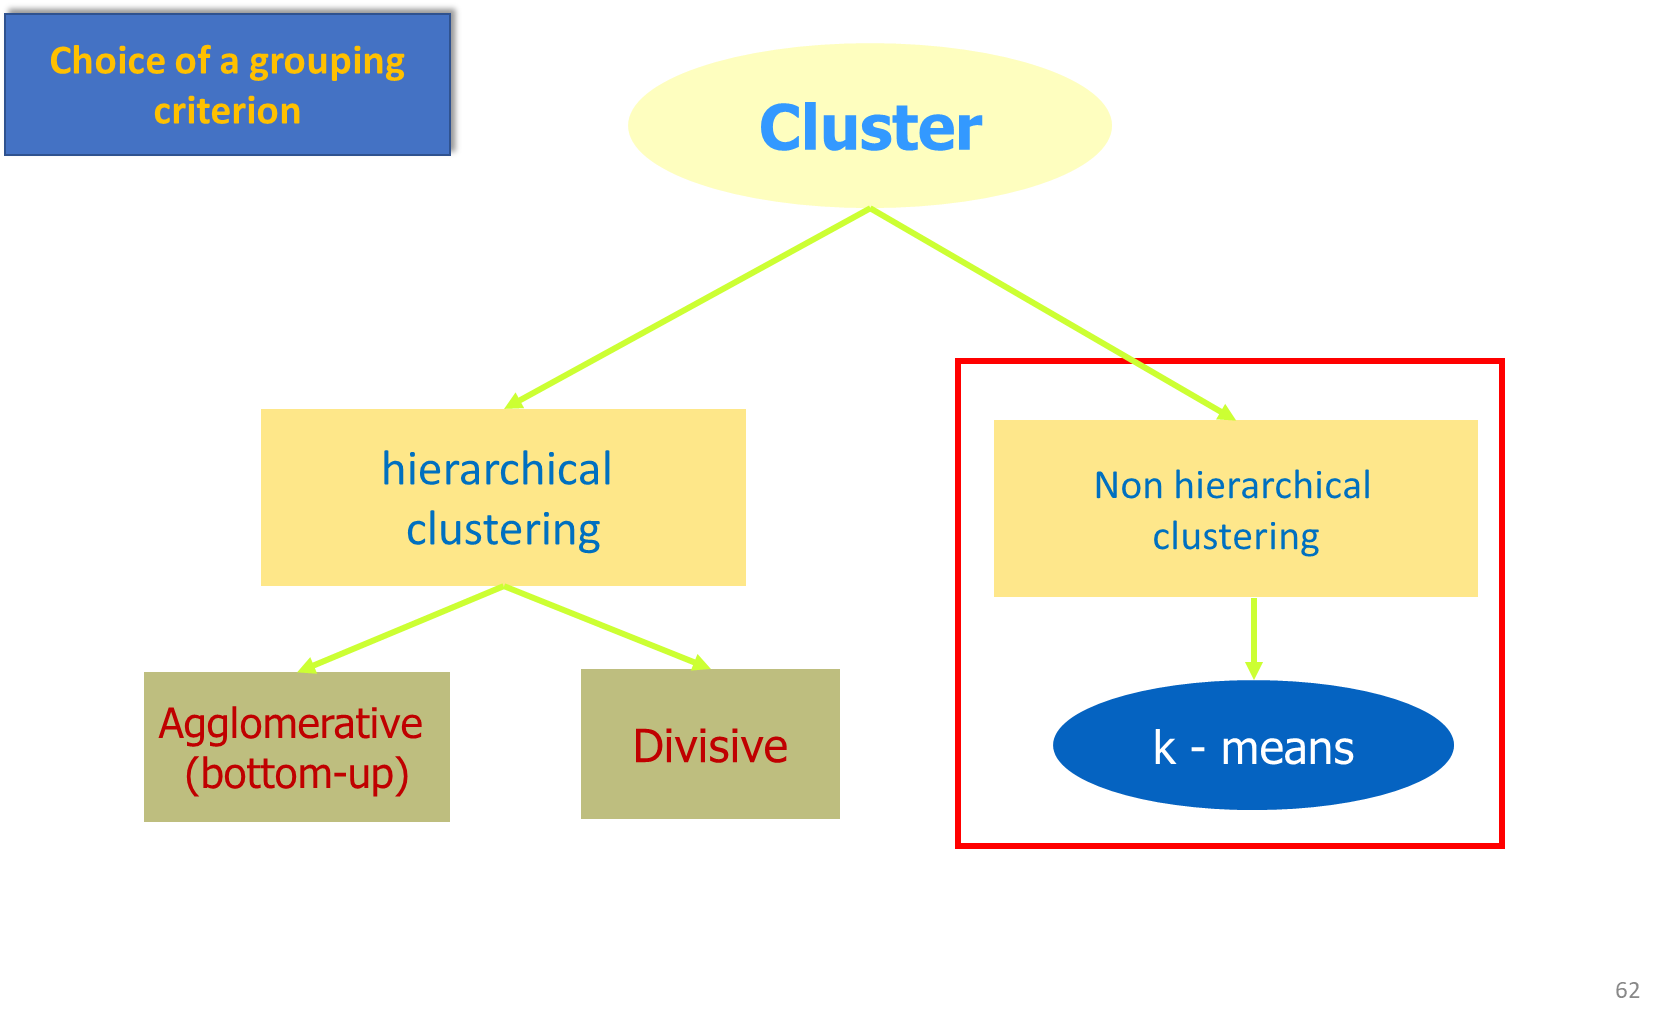 Choice of a grouping
criterion
Cluster
hierarchical
clustering
Non hierarchical
clustering
Agglomerative
(bottom-up)
Divisive
k - means
62